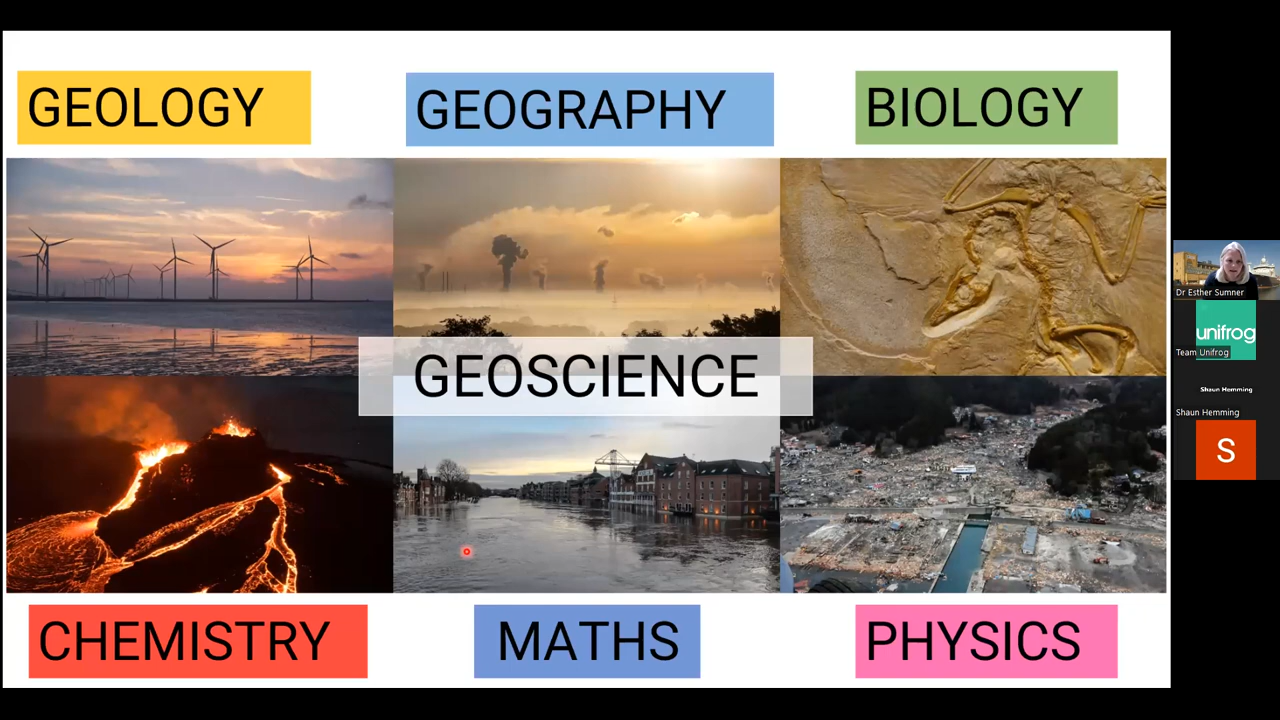 GEOLOGY
GEOGRAPHY
BIOLOGY
GEOSCIENCE
CHEMISTRY
MATHS
PHYSICS
Dr Esther Sumner
unifrog
Team Unifrog
Shaun Hemming
Shaun Hemming
S